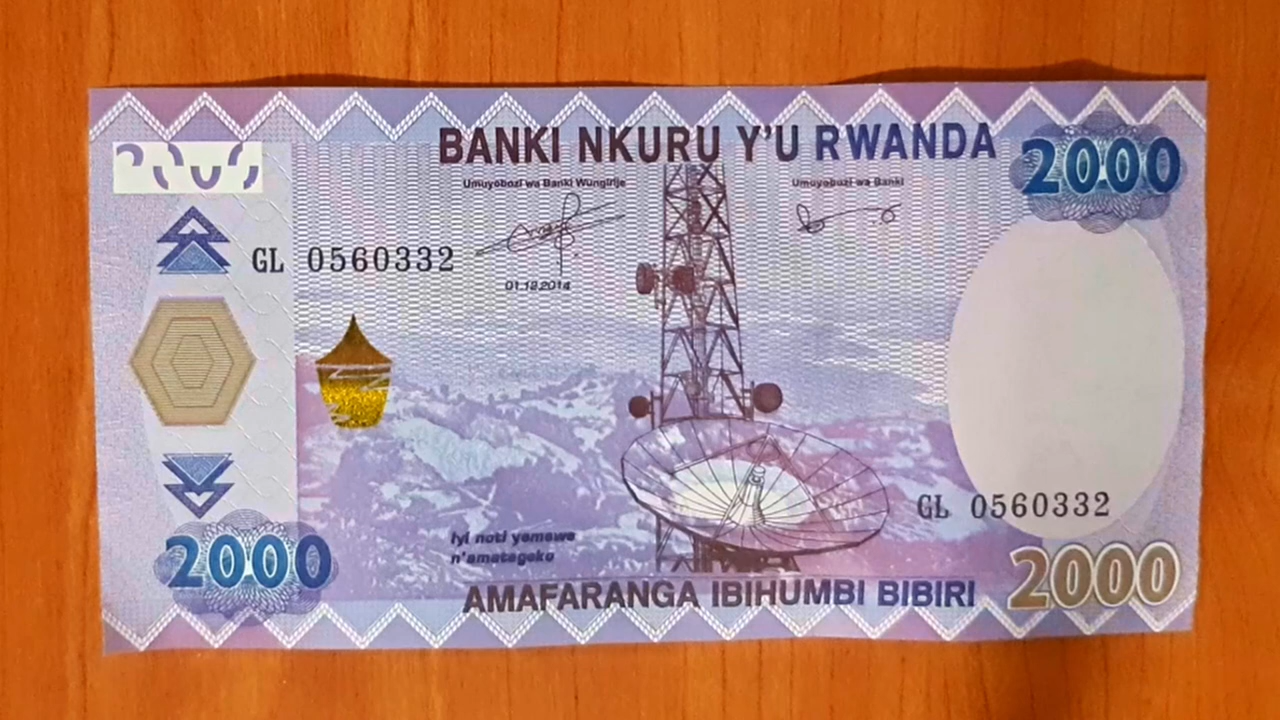 BANKI NKURU Y'U RWANDA
2000
Umuyobozi wa Banki Wungirije
Umuyobozi wa Banki
GL 0560332
01.12.2014
GL 0560332
Iyi noti yemewe
n'amategeko
2000
AMAFARANGA IBIHUMBI BIBIRI
2000